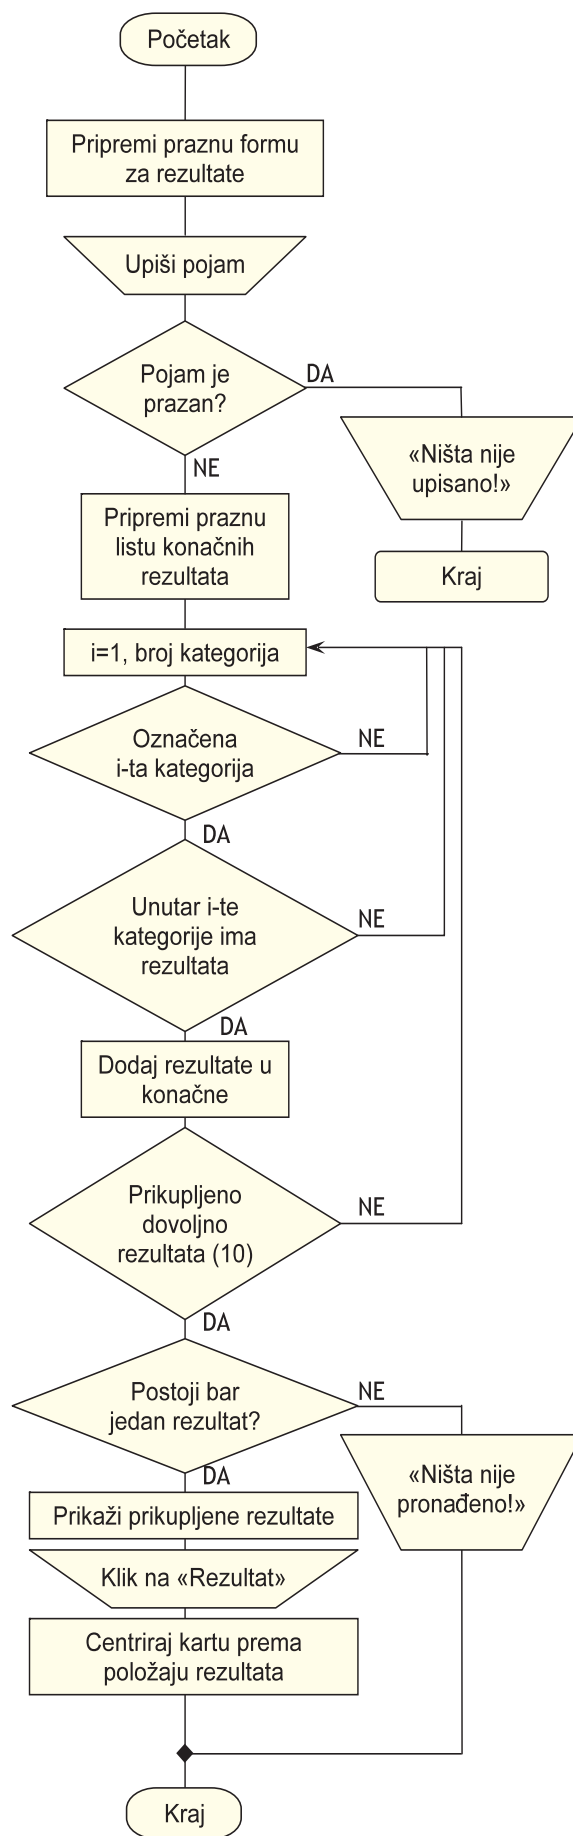 Početak
Pripremi praznu formu
za rezultate
Upiši pojam
Pojam je
prazan?
DA
«Ništa nije
upisano!»
Kraj
NE
Pripremi praznu
listu konačnih
rezultata
i=1, broj kategorija
Označena
i-ta kategorija
NE
DA
Unutar i-te
kategorije ima
rezultata
NE
DA
Dodaj rezultate u
konačne
Prikupljeno
dovoljno
rezultata (10)
NE
DA
Postoji bar
jedan rezultat?
NE
«Ništa nije
pronađeno!»
DA
Prikaži prikupljene rezultate
Klik na «Rezultat»
Centriraj kartu prema
položaju rezultata
Kraj